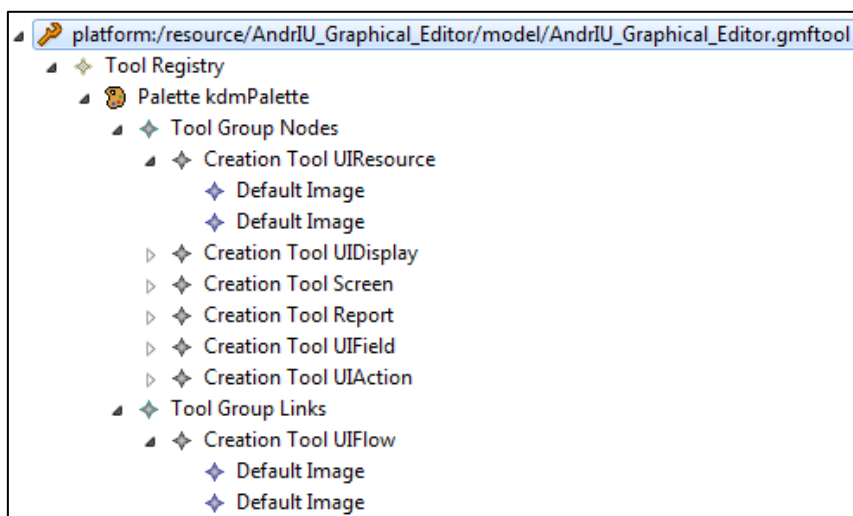 platform:/resource/AndrIU_Graphical_Editor/model/AndrIU_Graphical_Editor.gmftool
Tool Registry
Palette kdmPalette
Tool Group Nodes
Creation Tool UIResource
Default Image
Default Image
Creation Tool UIDisplay
Creation Tool Screen
Creation Tool Report
Creation Tool UIField
Creation Tool UIAction
Tool Group Links
Creation Tool UIFlow
Default Image
Default Image